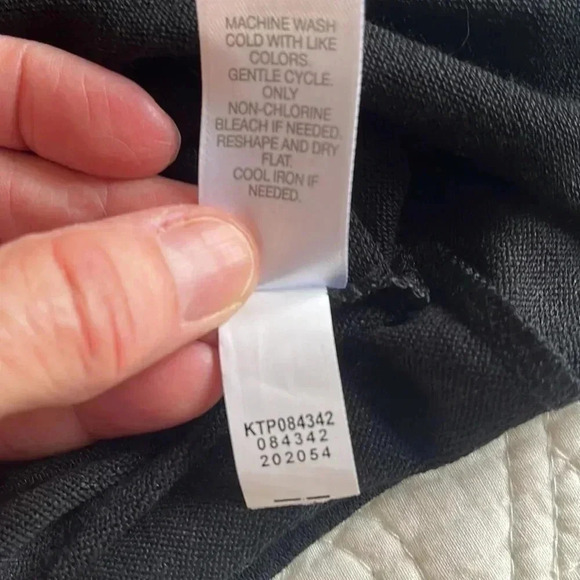 MACHINE WASH
COLD WITH LIKE
COLORS.
GENTLE CYCLE.
ONLY
NON-CHLORINE
BLEACH IF NEEDED.
RESHAPE AND DRY
FLAT.
COOL IRON IF
NEEDED.
KTP084342
084342
202054